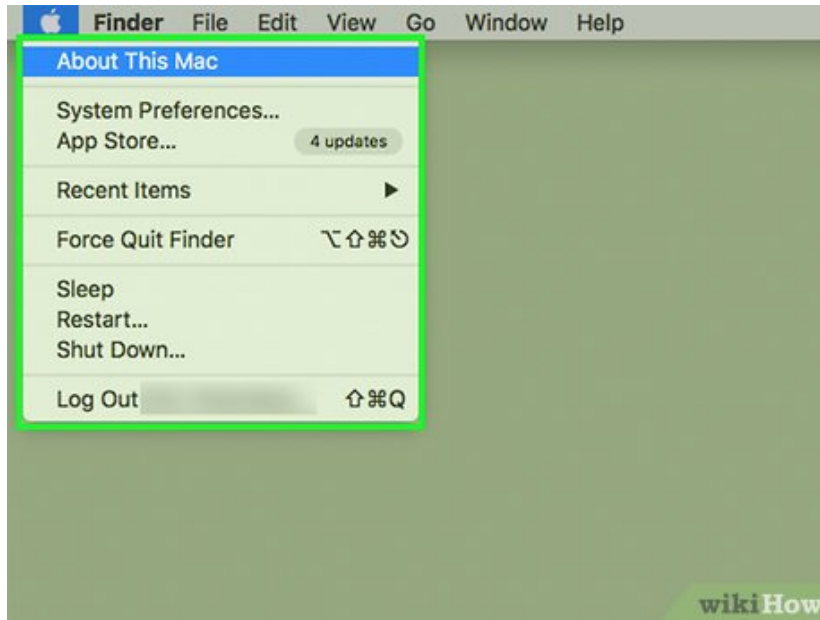 Finder File Edit View Go Window Help
About This Mac
System Preferences...
App Store... 4 updates
Recent Items ▶
Force Quit Finder ⌥⇧⌘⎋
Sleep
Restart...
Shut Down...
Log Out ⇧⌘Q
wikiHow